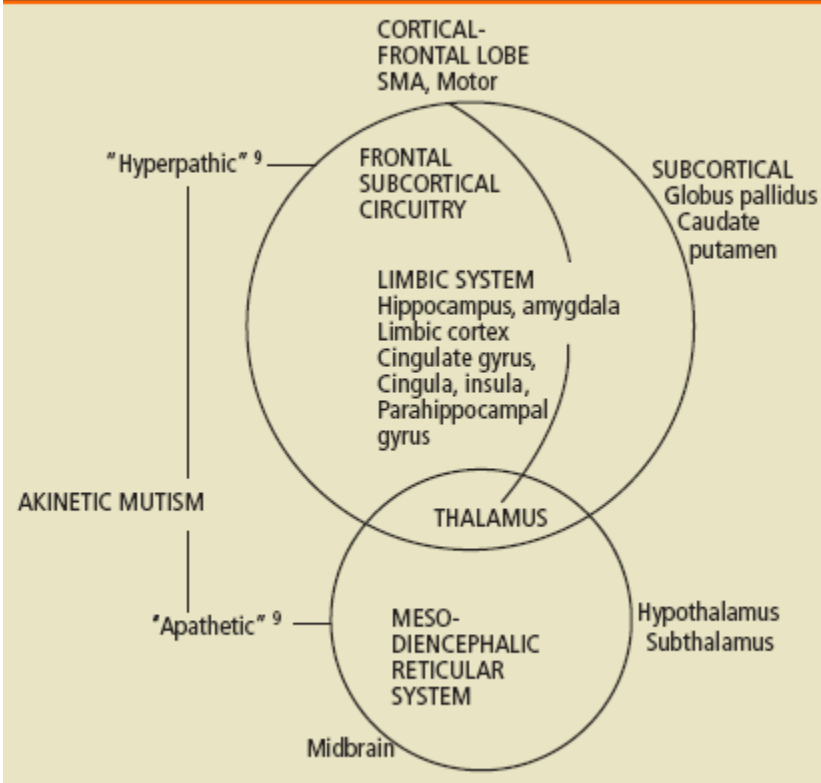 CORTICAL-
FRONTAL LOBE
SMA, Motor
"Hyperpathic" 9
FRONTAL
SUBCORTICAL
CIRCUITRY
SUBCORTICAL
Globus pallidus
Caudate
putamen
LIMBIC SYSTEM
Hippocampus, amygdala
Limbic cortex
Cingulate gyrus,
Cingula, insula,
Parahippocampal
gyrus
AKINETIC MUTISM
THALAMUS
"Apathetic" 9
MESO-
DIENCEPHALIC
RETICULAR
SYSTEM
Hypothalamus
Subthalamus
Midbrain